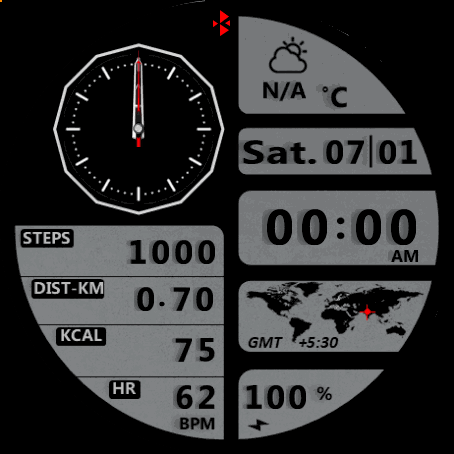 N/A °C
Sat. 07|01
00:00
AM
GMT +5:30
100 %
STEPS
1000
DIST-KM
0.70
KCAL
75
HR
62
BPM